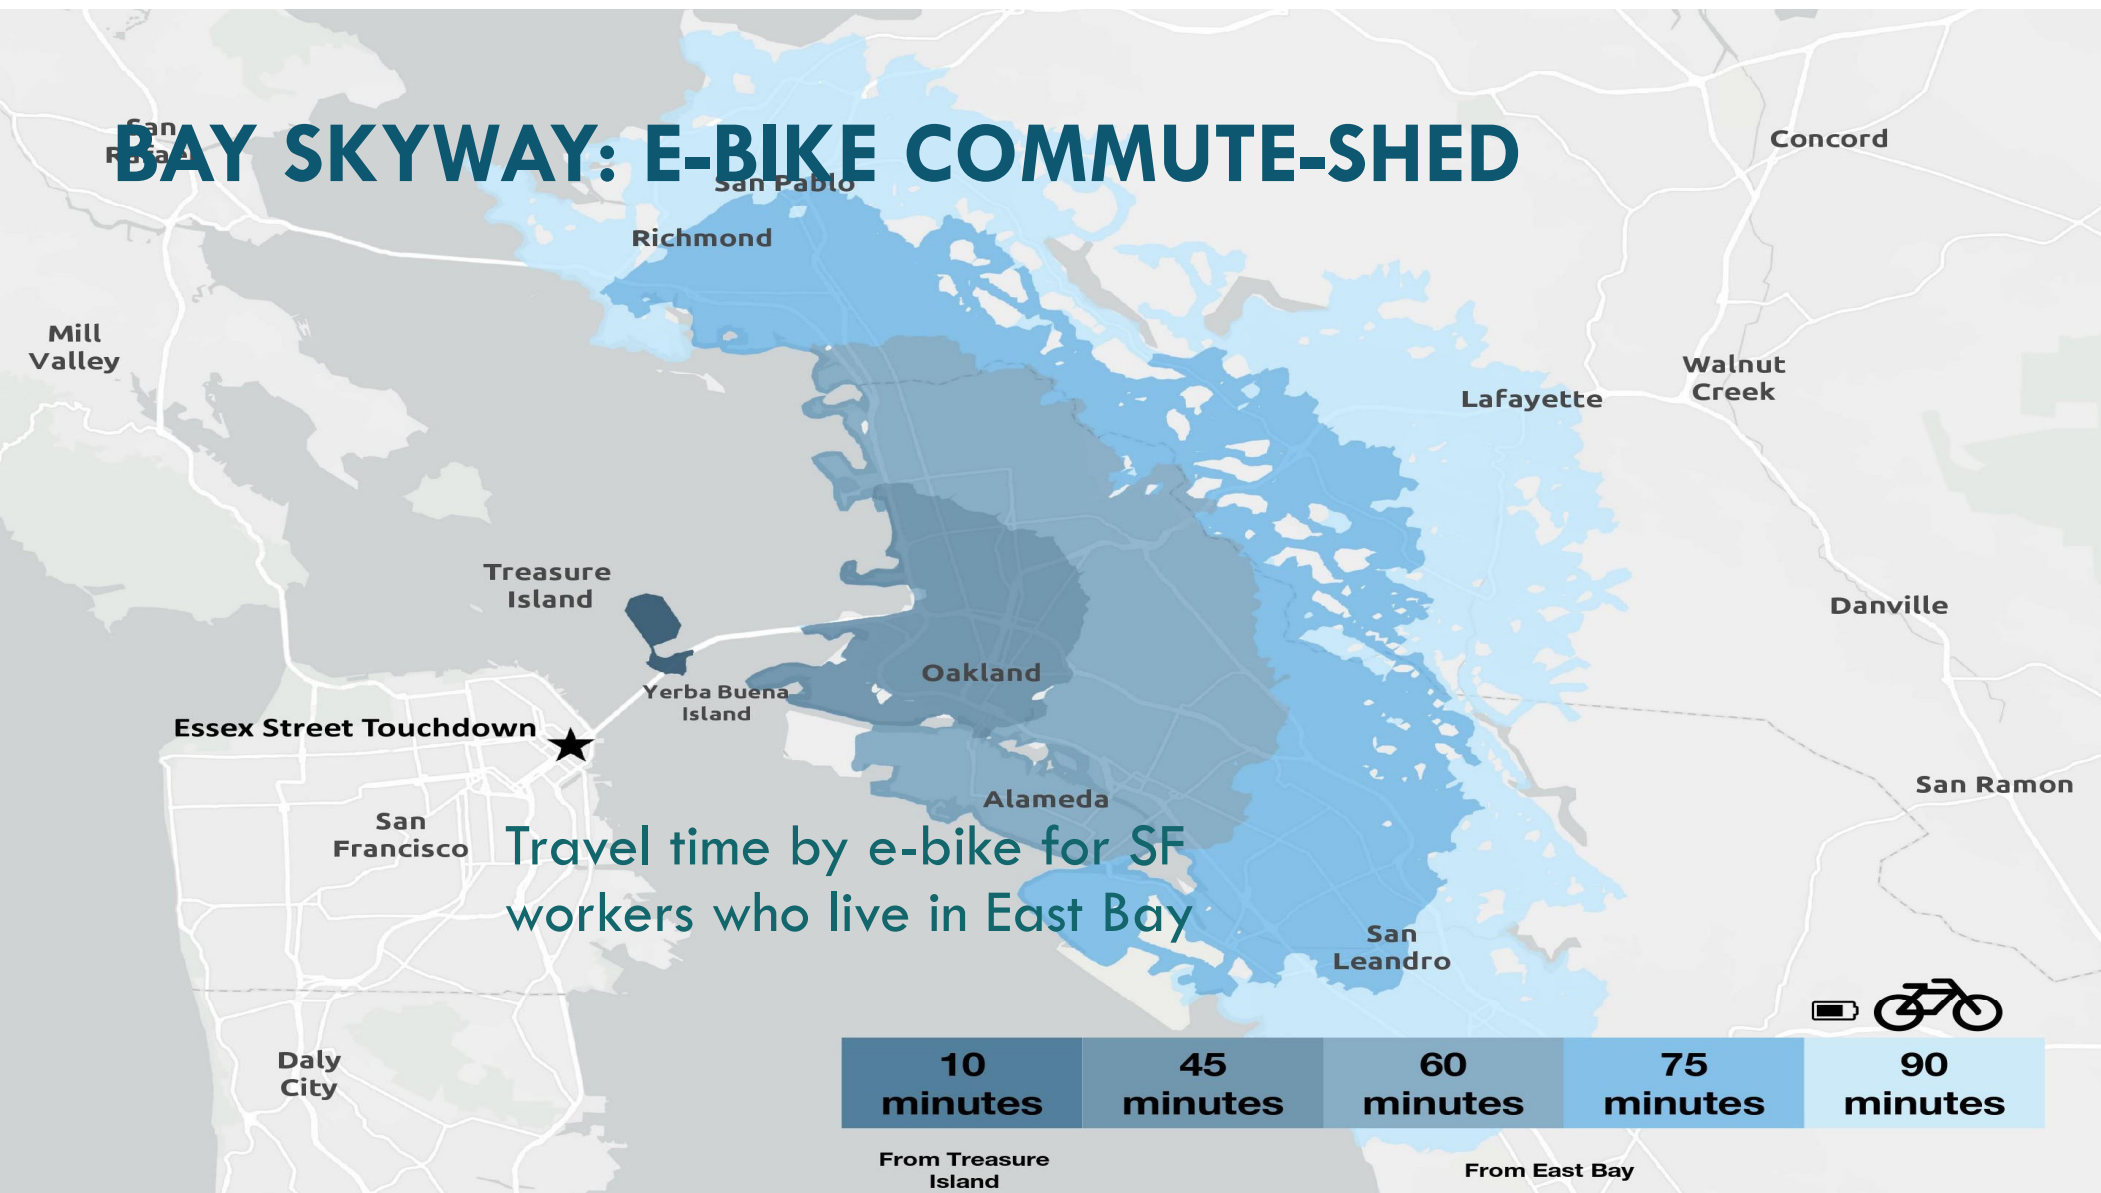 BAY SKYWAY: E-BIKE COMMUTE-SHED
San
Rafael
Concord
San Pablo
Richmond
Mill
Valley
Walnut
Creek
Lafayette
Treasure
Island
Danville
Oakland
Yerba Buena
Island
Essex Street Touchdown
San Ramon
Alameda
San
Francisco
Travel time by e-bike for SF
workers who live in East Bay
San
Leandro
Daly
City
10
minutes
45
minutes
60
minutes
75
minutes
90
minutes
From Treasure
Island
From East Bay